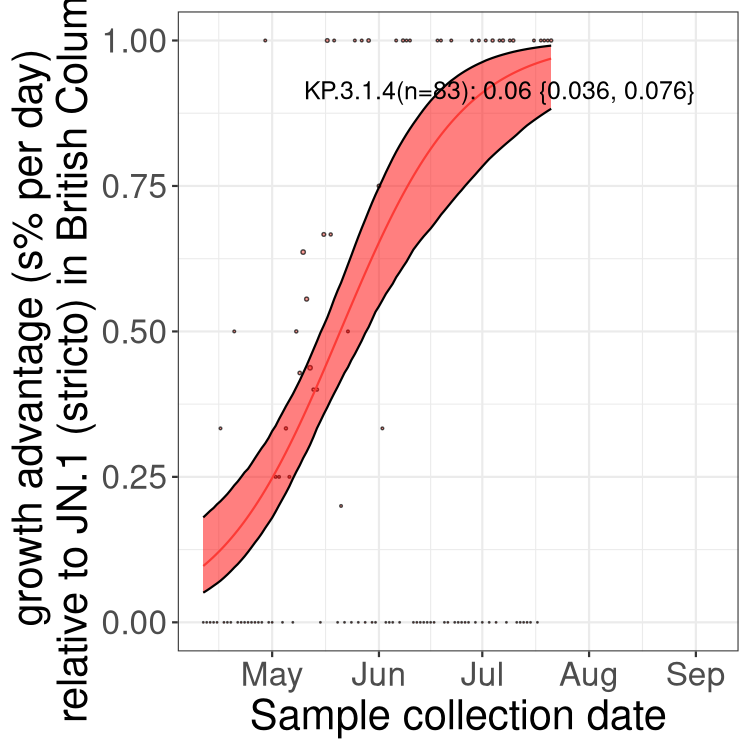 growth advantage (s% per day)
relative to JN.1 (stricto) in British Colum
1.00
0.75
0.50
0.25
0.00
KP.3.1.4(n=83): 0.06 {0.036, 0.076}
May Jun Jul Aug Sep
Sample collection date